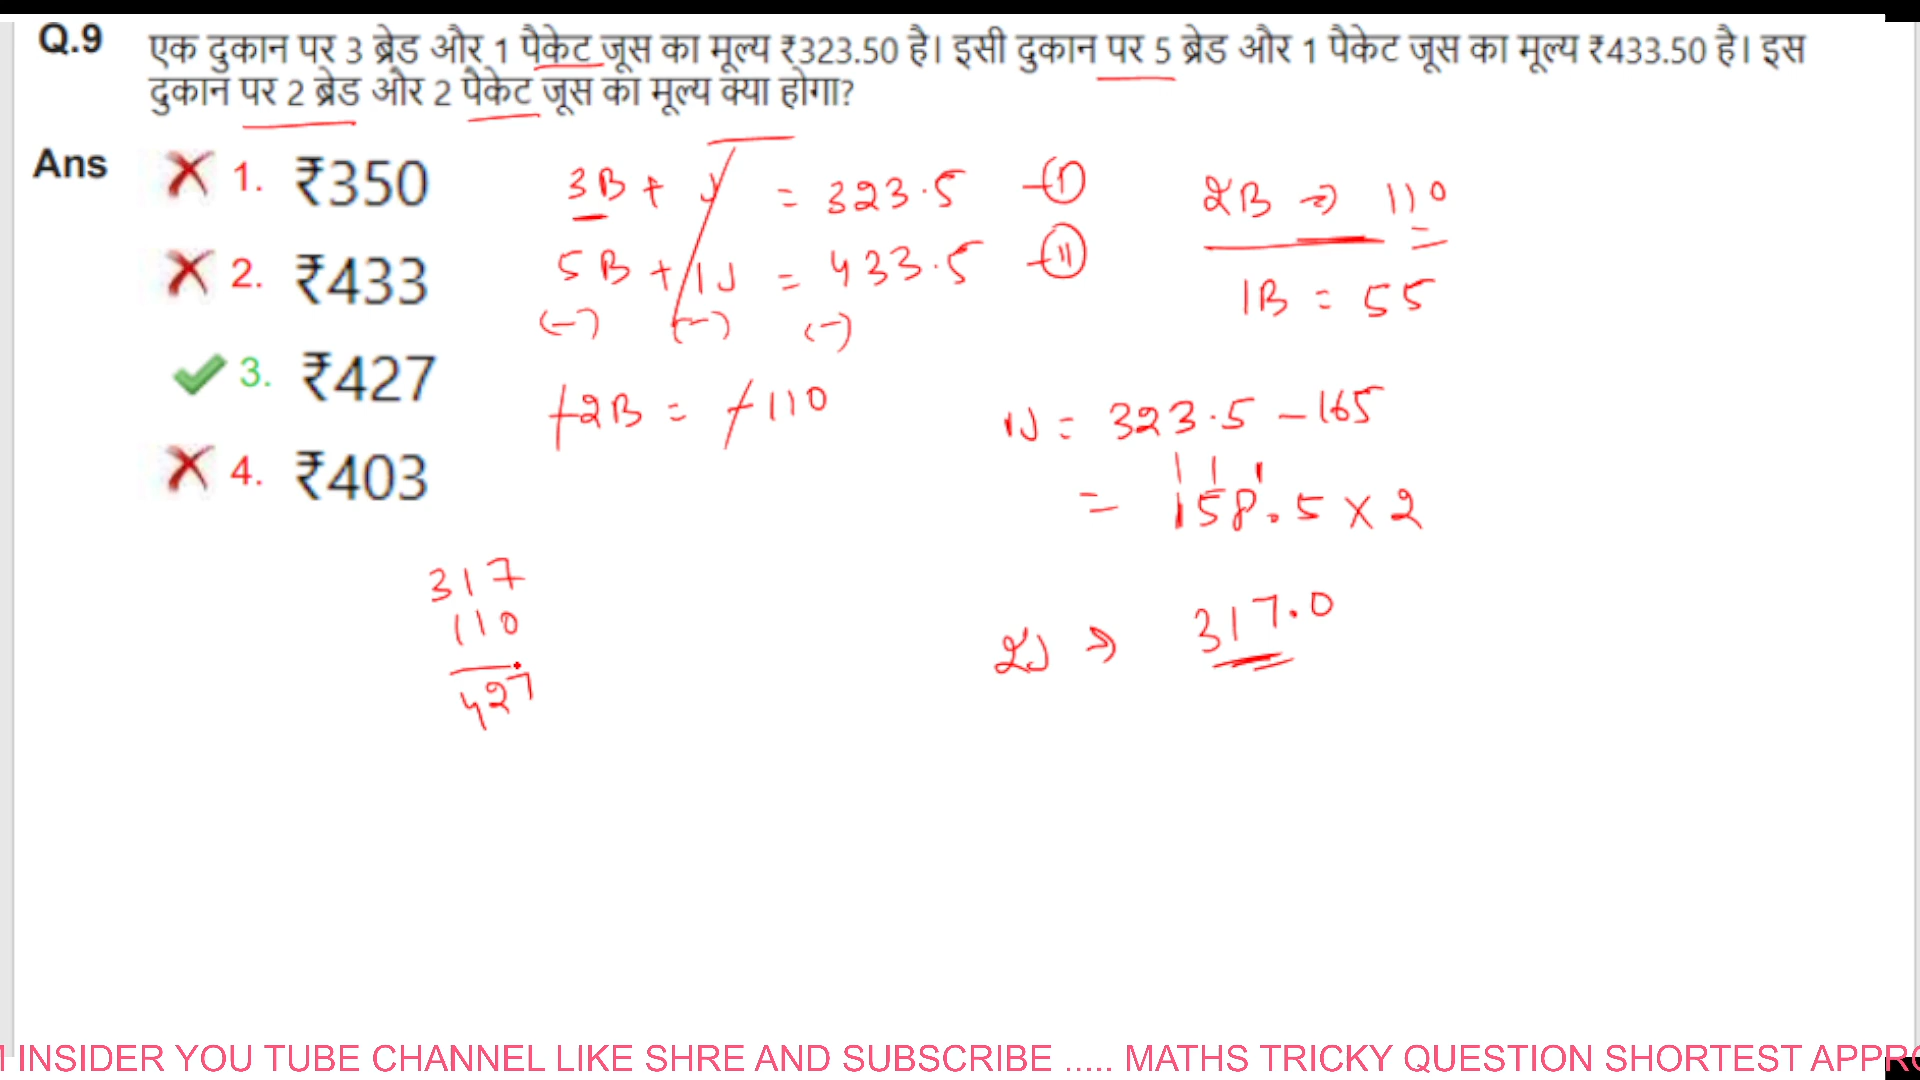 Q.9 एक दुकान पर 3 ब्रेड और 1 पैकेट जूस का मूल्य ₹323.50 है। इसी दुकान पर 5 ब्रेड और 1 पैकेट जूस का मूल्य ₹433.50 है। इस
दुकान पर 2 ब्रेड और 2 पैकेट जूस का मूल्य क्या होगा?
Ans 1. ₹350
2. ₹433
3. ₹427
4. ₹403
3B + J = 323.5 -(I)
5B + 1J = 433.5 -(II)
(-) (-) (-)
-2B = -110
2B ⇒ 110
1B = 55
1J = 323.5 - 165
= 158.5 × 2
2J ⇒ 317.0
317
110
427
INSIDER YOU TUBE CHANNEL LIKE SHRE AND SUBSCRIBE ..... MATHS TRICKY QUESTION SHORTEST APPRO